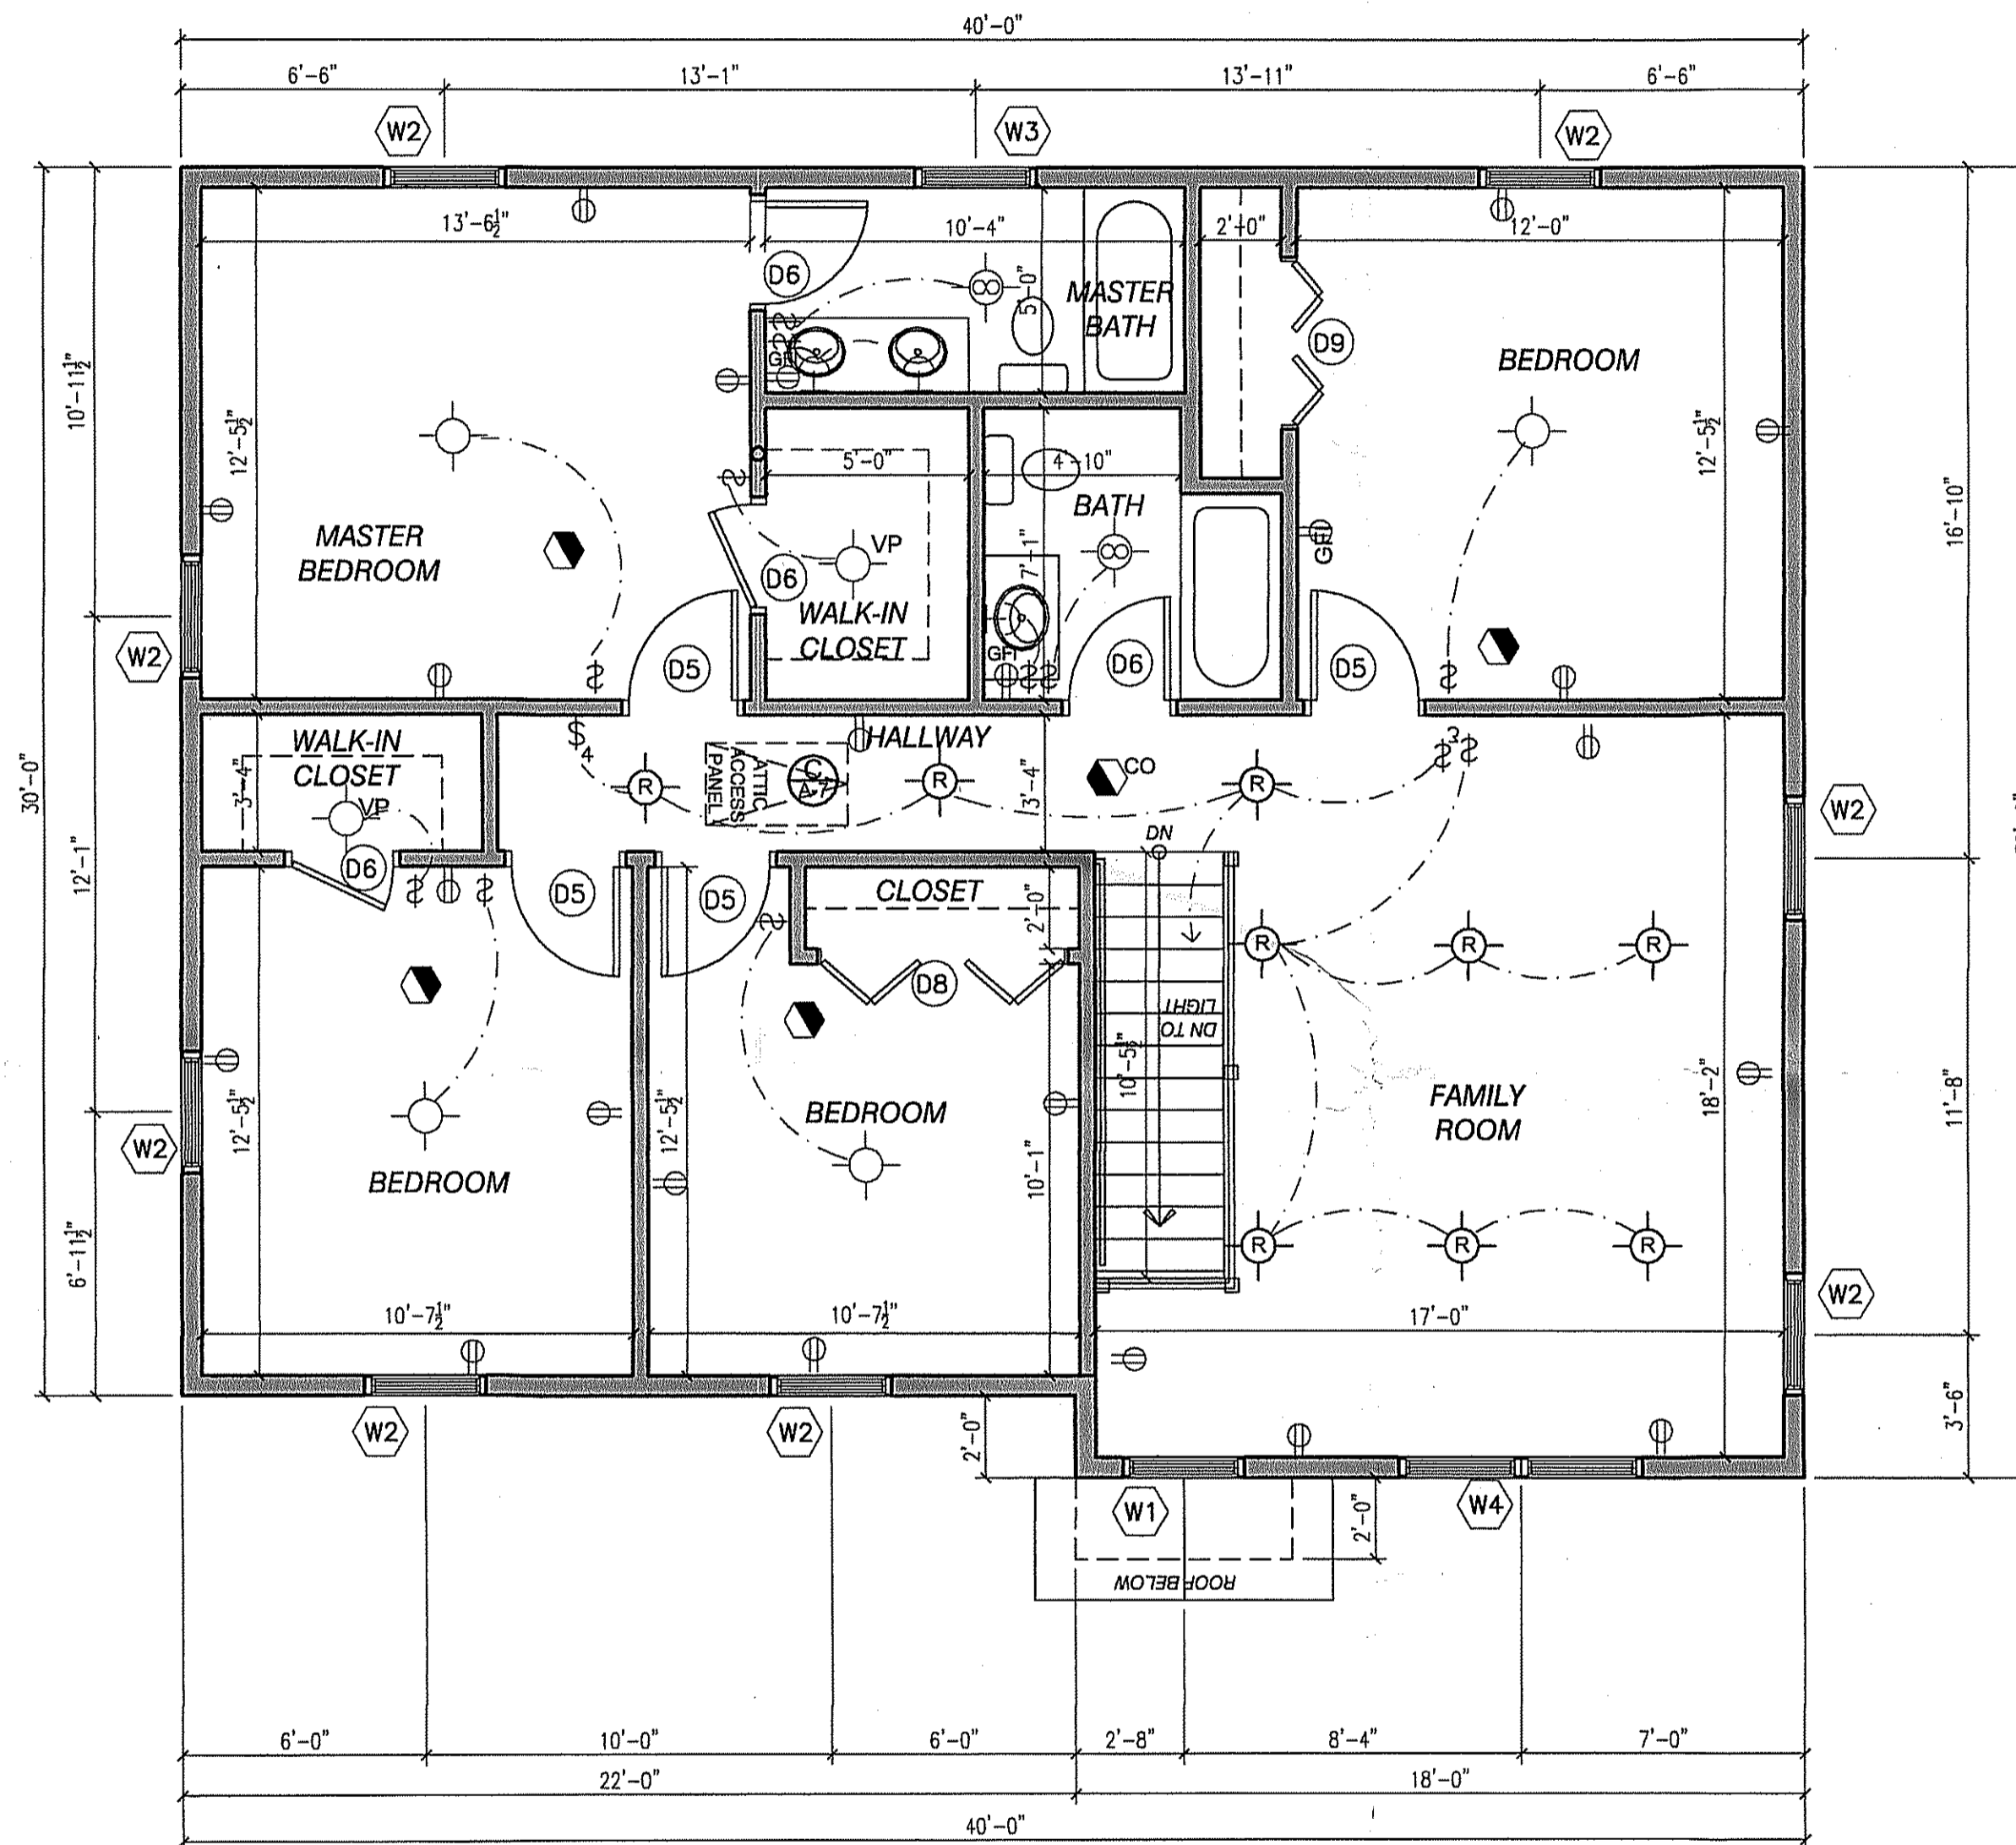 40'-0"
6'-6" 13'-1" 13'-11" 6'-6"
W2 W3 W2
13'-6½" 10'-4" 2'-0" 12'-0"
D6
5'-0"
MASTER
BATH
GFI
D9
BEDROOM
10'-11½"
12'-5½"
12'-5½"
16'-10"
5'-0" 4'-10"
BATH
MASTER
BEDROOM
VP
D6
7'-1"
GFI
WALK-IN
CLOSET
GFI
W2
D5 D6 D5
30'-0"
WALK-IN
CLOSET
3'-4"
VP
D6
$4
R
ATTIC
ACCESS
PANEL
C
A-7
HALLWAY
R
3'-4"
CO
R
3
W2
12'-1"
DN
D5 D5
CLOSET
2'-0"
D8
R R R
DN TO
LIGHT
10'-5½"
12'-5½"
12'-5½"
BEDROOM
BEDROOM
10'-1"
FAMILY
ROOM
18'-2"
11'-8"
W2
6'-11½"
R R R
W2
10'-7½" 10'-7½" 17'-0"
3'-6"
W2 W2
2'-0"
W1 W4
2'-0"
ROOF BELOW
6'-0" 10'-0" 6'-0" 2'-8" 8'-4" 7'-0"
22'-0" 18'-0"
40'-0"